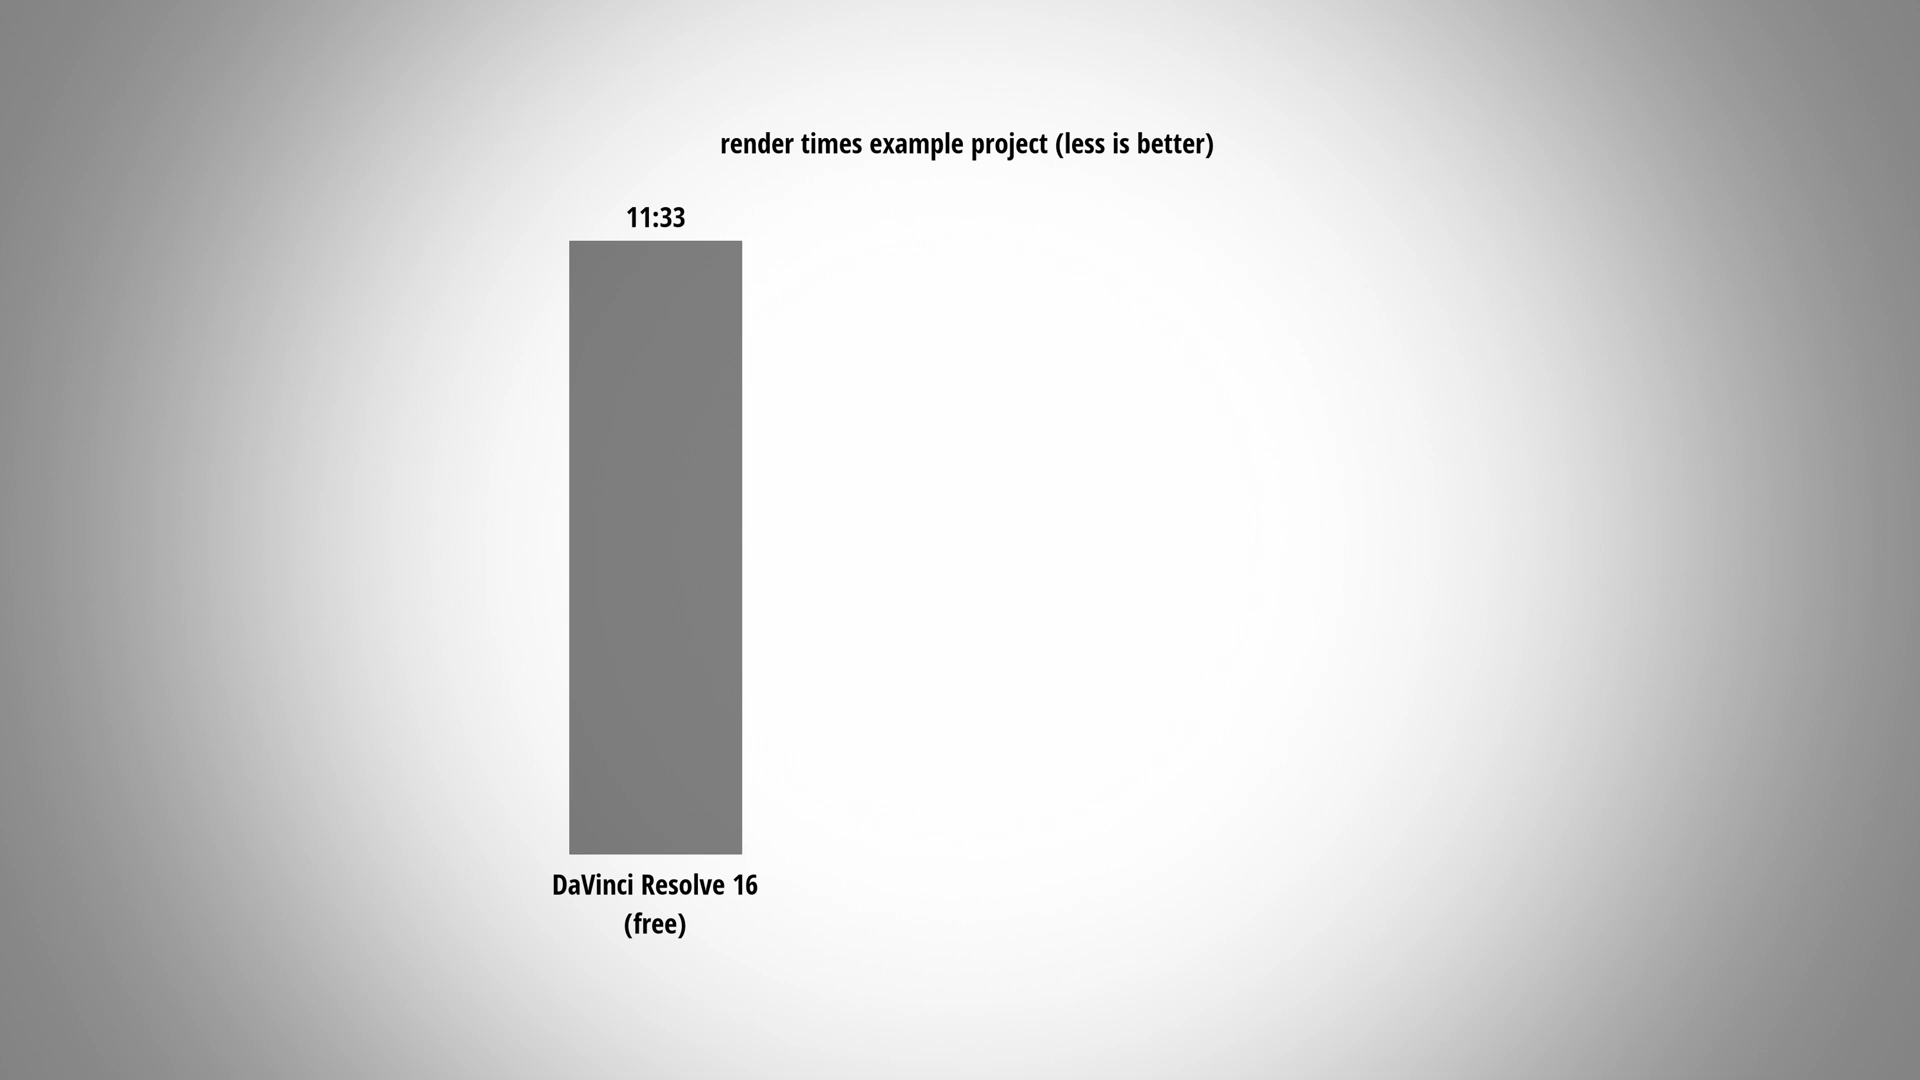 render times example project (less is better)
11:33
DaVinci Resolve 16
(free)